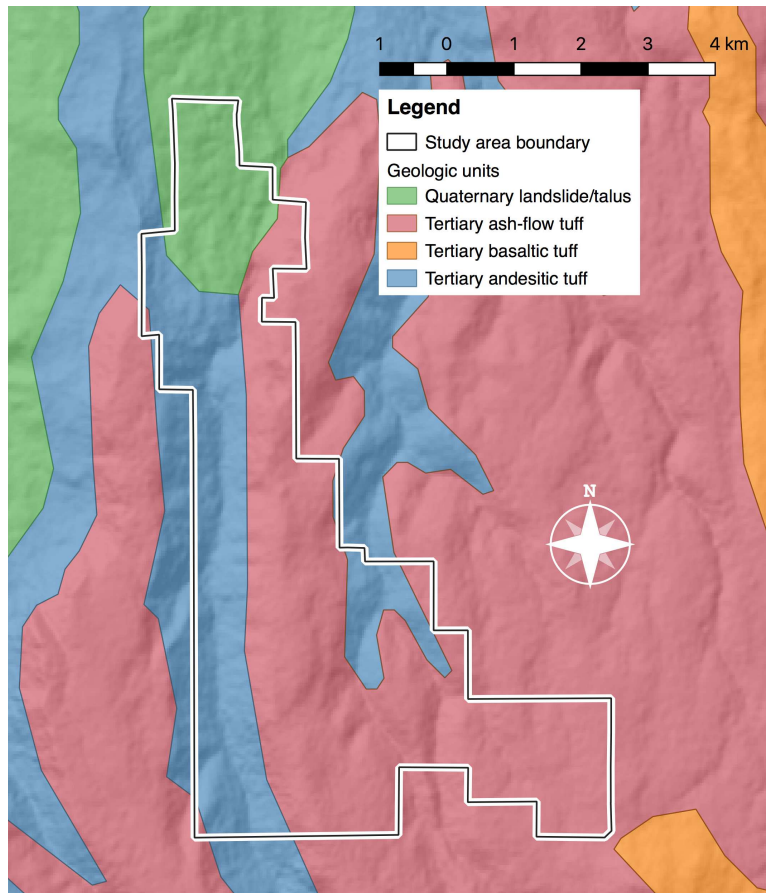 1 0 1 2 3 4 km
Legend
Study area boundary
Geologic units
Quaternary landslide/talus
Tertiary ash-flow tuff
Tertiary basaltic tuff
Tertiary andesitic tuff
N